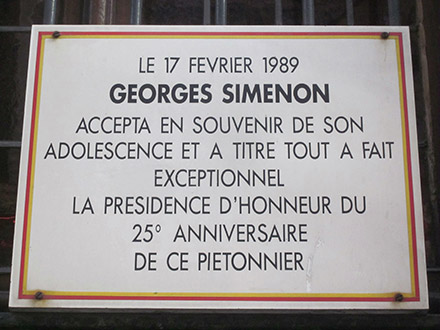 LE 17 FEVRIER 1989
GEORGES SIMENON
ACCEPTA EN SOUVENIR DE SON
ADOLESCENCE ET A TITRE TOUT A FAIT
EXCEPTIONNEL
LA PRESIDENCE D'HONNEUR DU
25° ANNIVERSAIRE
DE CE PIETONNIER